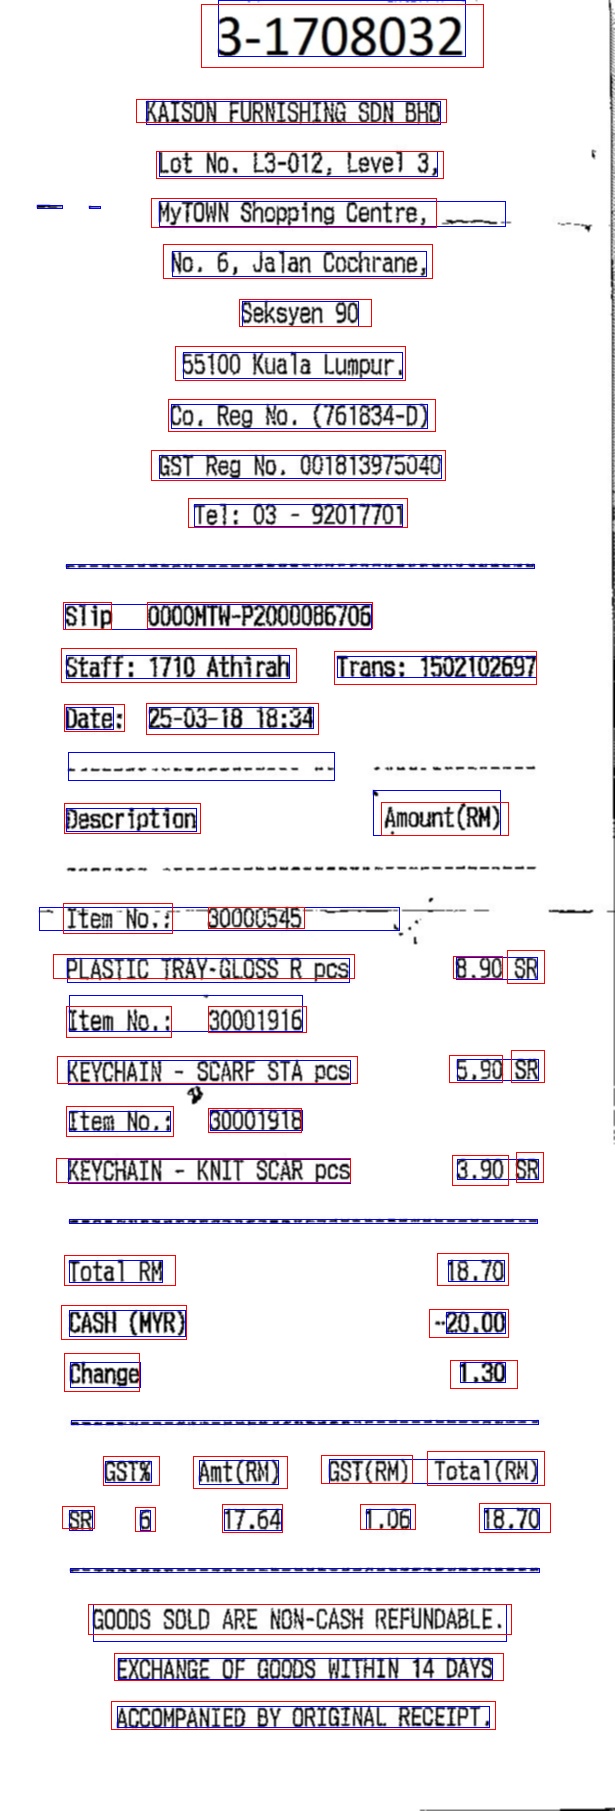 3-1708032
KAISON FURNISHING SDN BHD
Lot No. L3-012, Level 3,
MyTOWN Shopping Centre,
No. 6, Jalan Cochrane,
Seksyen 90
55100 Kuala Lumpur.
Co. Reg No. (761834-D)
GST Reg No. 001813975040
Tel: 03 - 92017701
Slip 0000MTW-P2000086706
Staff: 1710 Athirah Trans: 1502102697
Date: 25-03-18 18:34
Description Amount(RM)
Item No.: 30000545
PLASTIC TRAY-GLOSS R pcs 8.90 SR
Item No.: 30001916
KEYCHAIN - SCARF STA pcs 5.90 SR
Item No.: 30001918
KEYCHAIN - KNIT SCAR pcs 3.90 SR
Total RM 18.70
CASH (MYR) -20.00
Change 1.30
GST% Amt(RM) GST(RM) Total(RM)
SR 6 17.64 1.06 18.70
GOODS SOLD ARE NON-CASH REFUNDABLE.
EXCHANGE OF GOODS WITHIN 14 DAYS
ACCOMPANIED BY ORIGINAL RECEIPT.